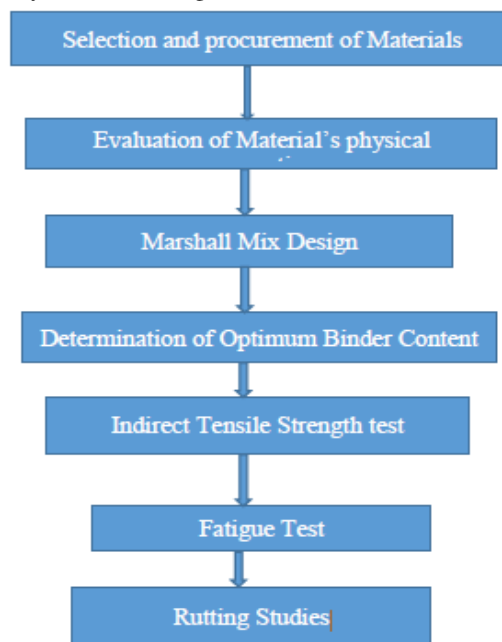 Selection and procurement of Materials
Evaluation of Material's physical
Marshall Mix Design
Determination of Optimum Binder Content
Indirect Tensile Strength test
Fatigue Test
Rutting Studies